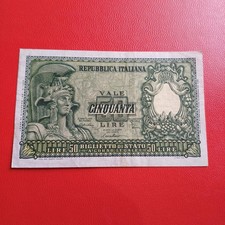 REPUBBLICA ITALIANA
VALE
CINQUANTA
LIRE
LIRE 50 BIGLIETTO DI STATO 50 LIRE